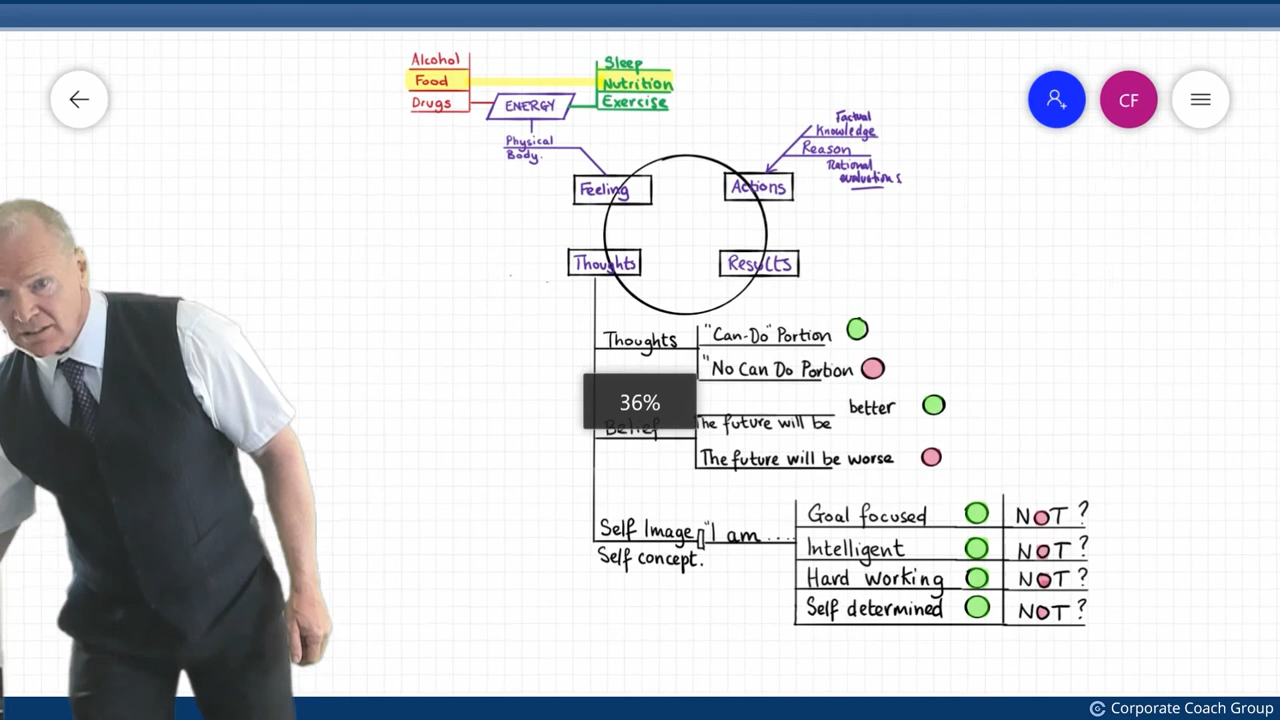 Alcohol
Food
Drugs
ENERGY
Sleep
Nutrition
Exercise
Physical
Body.
Factual
Knowledge
Reason
Rational
evaluations
CF
Feeling
Actions
Thoughts
Results
Thoughts
"Can-Do" Portion
"No Can Do Portion
36%
Belief
The future will be
better
The future will be worse
Self Image
Self concept.
"I am ....
Goal focused
NOT ?
Intelligent
NOT ?
Hard working
NOT ?
Self determined
NOT ?
Corporate Coach Group